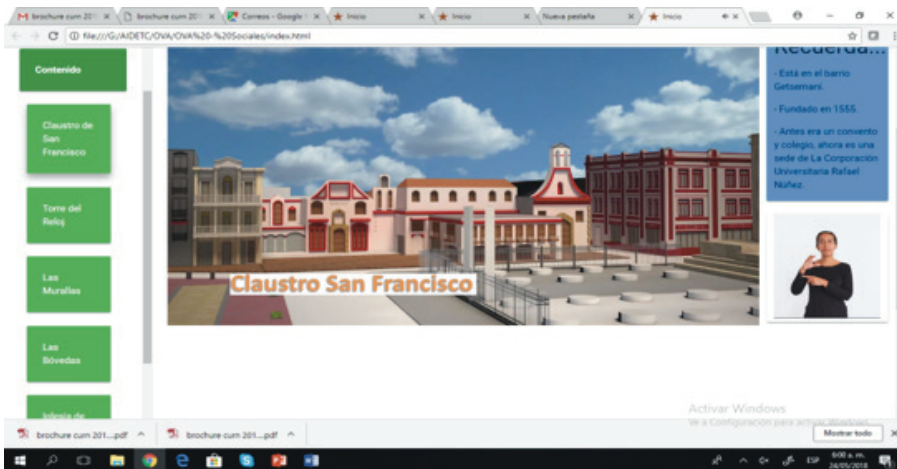 brochure cum 201
brochure cum 201
Correos - Google
Inicio
Inicio
Nueva pestaña
Inicio
file:///G:/AIDETC/OVA/OVA%20-%20Sociales/index.html
Contenido
Claustro de
San
Francisco
Torre del
Reloj
Las
Murallas
Las
Bóvedas
Iglesia de
Claustro San Francisco
Recuerda...
- Está en el barrio
Getsemaní.
- Fundado en 1555.
- Antes era un convento
y colegio, ahora es una
sede de La Corporación
Universitaria Rafael
Núñez.
Activar Windows
Ve a Configuración para activar Windows.
brochure cum 201....pdf
brochure cum 201....pdf
Mostrar todo
ESP
9:00 a. m.
24/05/2018